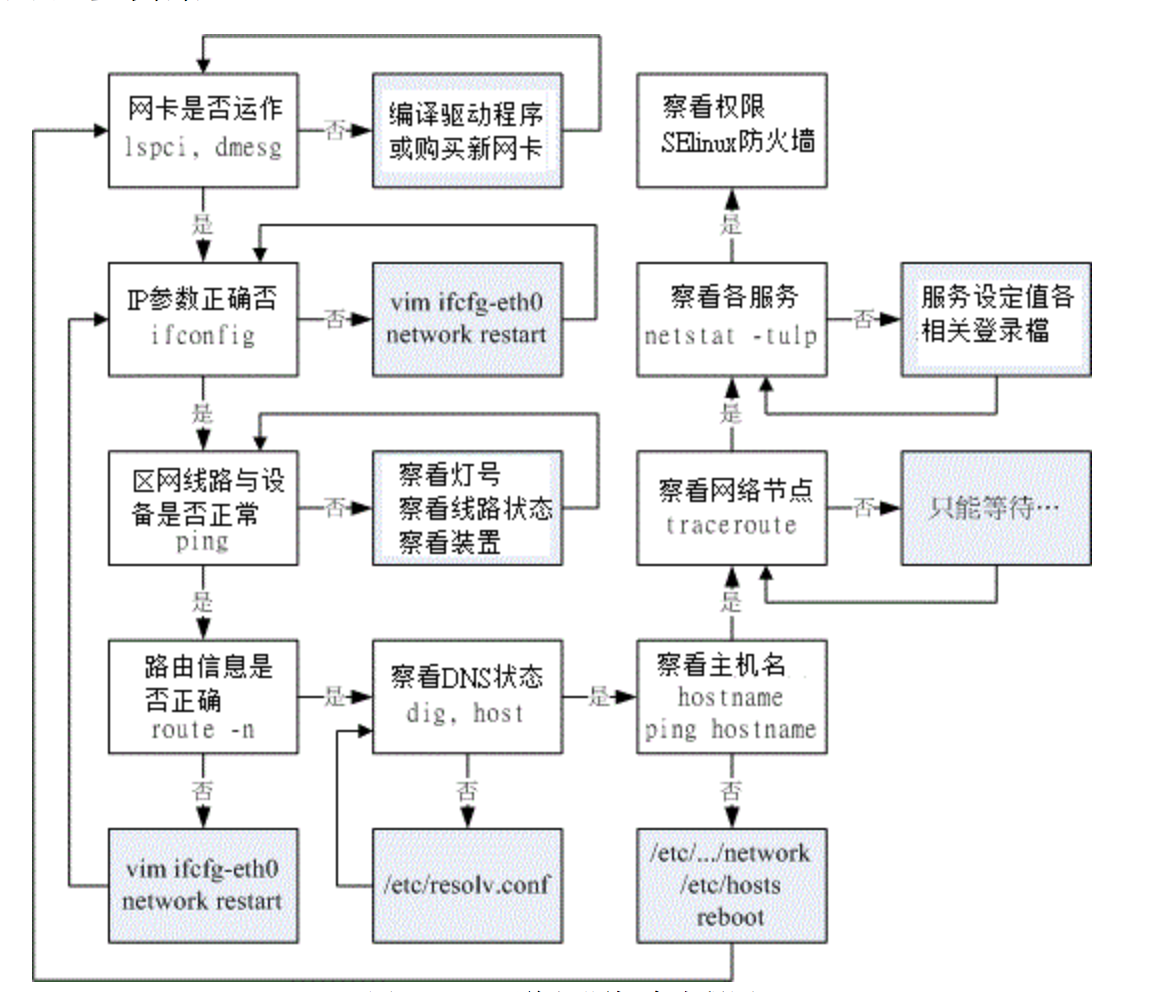 网卡是否运作
lspci, dmesg
否
编译驱动程序
或购买新网卡
是
IP参数正确否
ifconfig
否
vim ifcfg-eth0
network restart
是
区网线路与设
备是否正常
ping
否
察看灯号
察看线路状态
察看装置
是
路由信息是
否正确
route -n
否
vim ifcfg-eth0
network restart
是
察看DNS状态
dig, host
否
/etc/resolv.conf
是
察看主机名
hostname
ping hostname
否
/etc/.../network
/etc/hosts
reboot
是
察看网络节点
traceroute
否
只能等待…
是
察看各服务
netstat -tulp
否
服务设定值各
相关登录檔
是
察看权限
SElinux防火墙